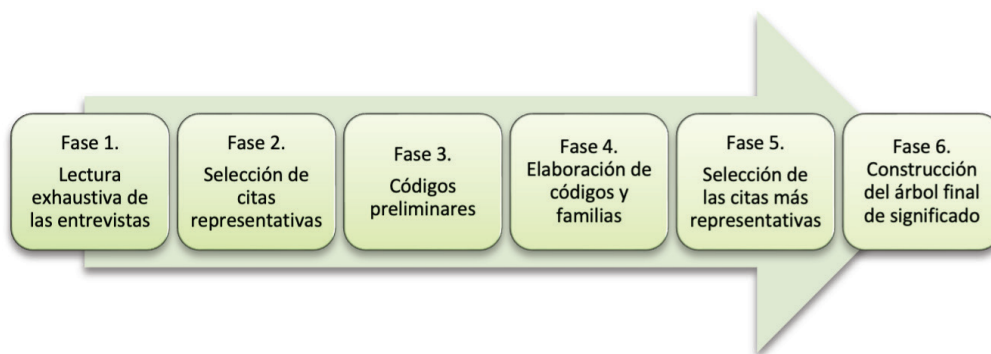 Fase 1.
Lectura
exhaustiva de
las entrevistas
Fase 2.
Selección de
citas
representativas
Fase 3.
Códigos
preliminares
Fase 4.
Elaboración de
códigos y
familias
Fase 5.
Selección de
las citas más
representativas
Fase 6.
Construcción
del árbol final
de significado